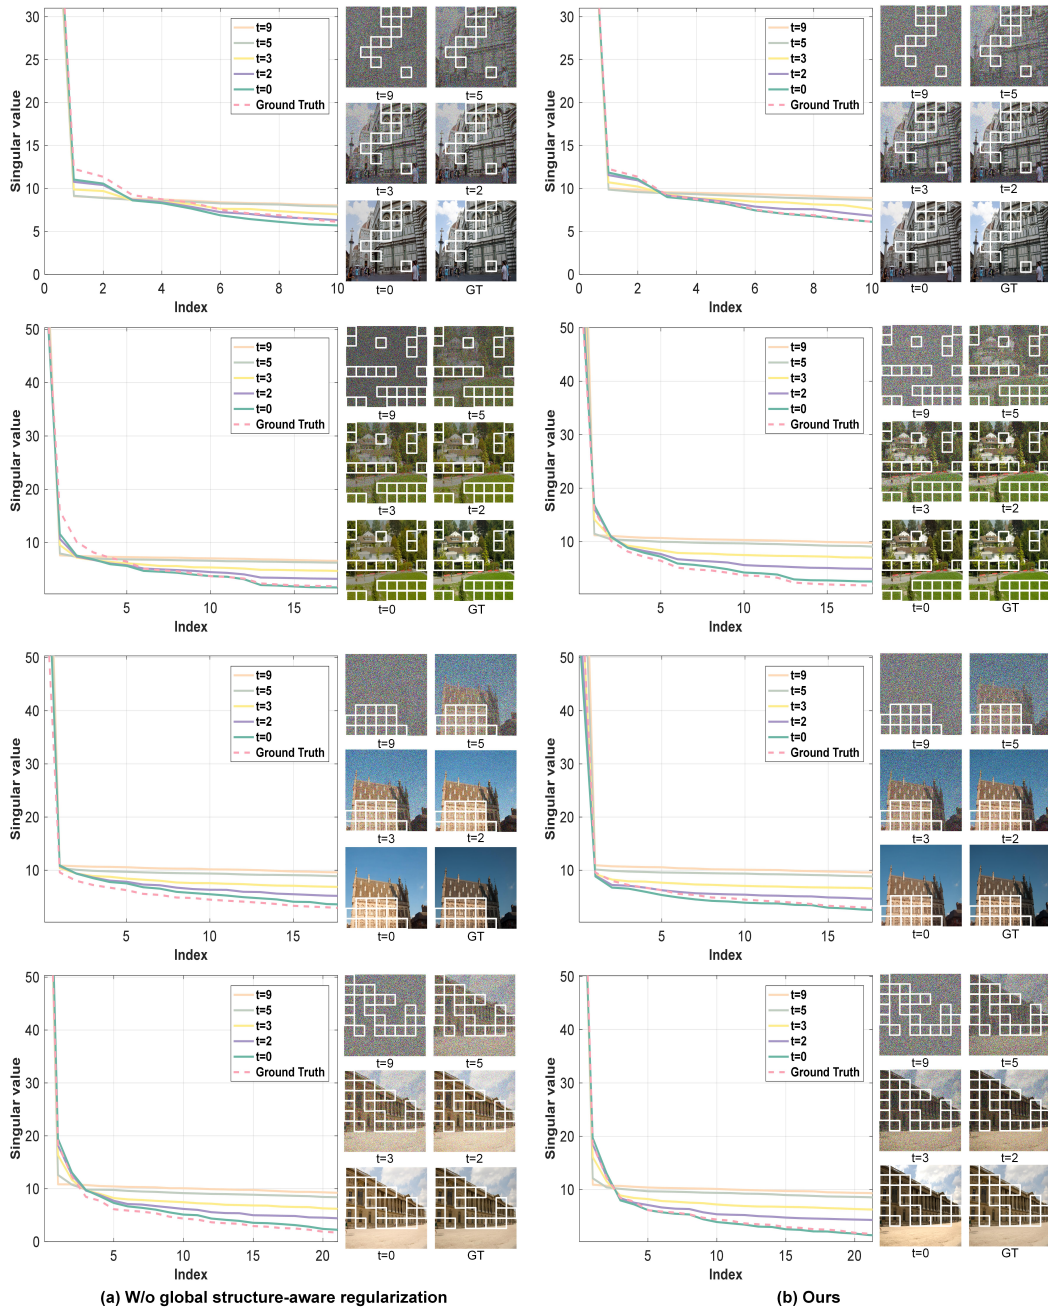 30
25
20
15
10
5
0
0 2 4 6 8 10
Singular value
Index
t=9
t=5
t=3
t=2
t=0
Ground Truth
t=9 t=5
t=3 t=2
t=0 GT
30
25
20
15
10
5
0
0 2 4 6 8 10
Singular value
Index
t=9
t=5
t=3
t=2
t=0
Ground Truth
t=9 t=5
t=3 t=2
t=0 GT
50
40
30
20
10
5 10 15
Singular value
Index
t=9
t=5
t=3
t=2
t=0
Ground Truth
t=9 t=5
t=3 t=2
t=0 GT
50
40
30
20
10
5 10 15
Singular value
Index
t=9
t=5
t=3
t=2
t=0
Ground Truth
t=9 t=5
t=3 t=2
t=0 GT
50
40
30
20
10
5 10 15
Singular value
Index
t=9
t=5
t=3
t=2
t=0
Ground Truth
t=9 t=5
t=3 t=2
t=0 GT
50
40
30
20
10
5 10 15
Singular value
Index
t=9
t=5
t=3
t=2
t=0
Ground Truth
t=9 t=5
t=3 t=2
t=0 GT
50
40
30
20
10
0
5 10 15 20
Singular value
Index
t=9
t=5
t=3
t=2
t=0
Ground Truth
t=9 t=5
t=3 t=2
t=0 GT
50
40
30
20
10
0
5 10 15 20
Singular value
Index
t=9
t=5
t=3
t=2
t=0
Ground Truth
t=9 t=5
t=3 t=2
t=0 GT
(a) W/o global structure-aware regularization
(b) Ours